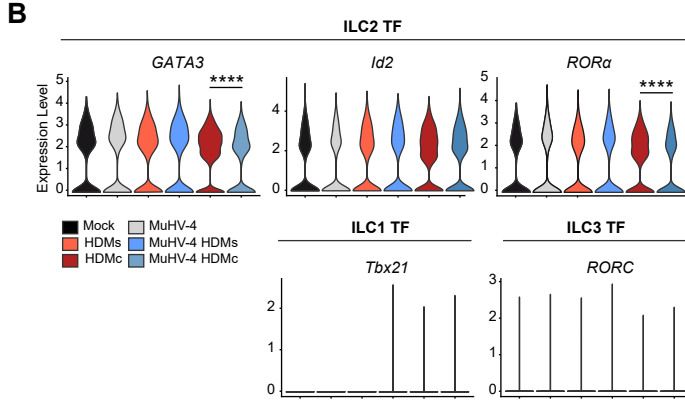 B
ILC2 TF
GATA3
Id2
RORα
Expression Level
5
4
3
2
1
0
****
4
2
0
5
4
3
2
1
0
****
Mock
MuHV-4
HDMs
MuHV-4 HDMs
HDMc
MuHV-4 HDMc
ILC1 TF
ILC3 TF
Tbx21
RORC
2
1
0
3
2
1
0